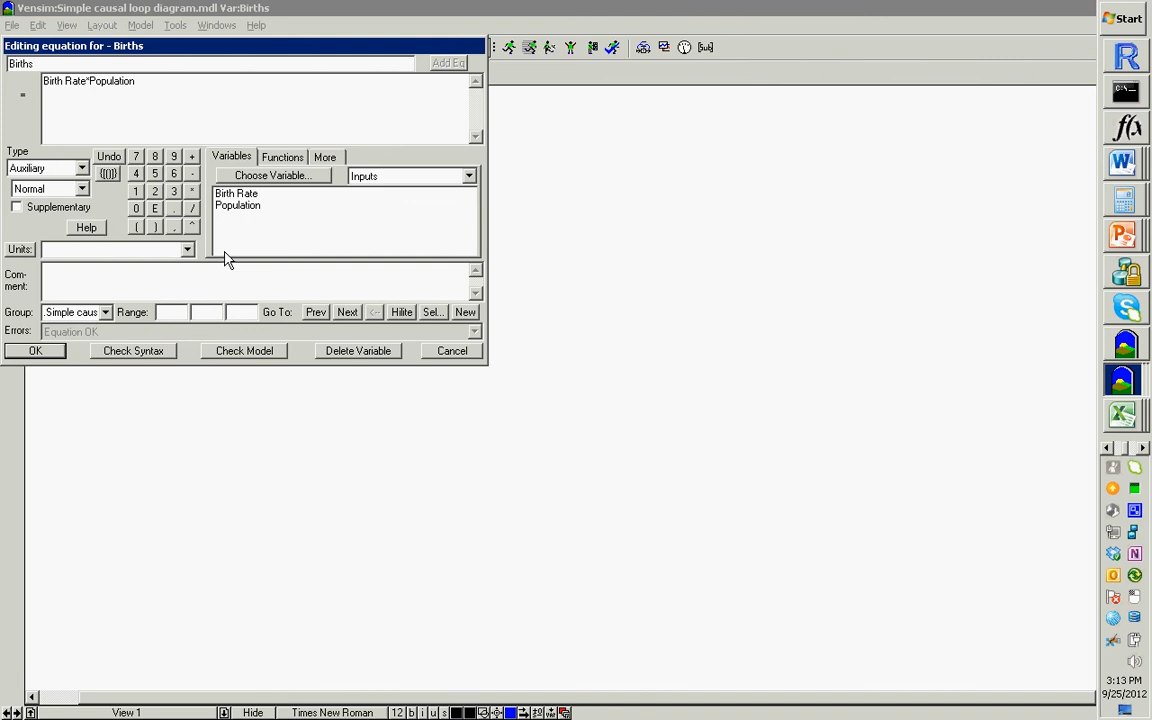 Vensim:Simple causal loop diagram.mdl Var:Births
File Edit View Layout Model Tools Windows Help
Editing equation for - Births
Births
Add Eq
= Birth Rate*Population
Type
Auxiliary
Normal
Supplementary
Help
Undo 7 8 9 +
{[()]} 4 5 6 -
1 2 3 *
0 E . /
( ) , ^
Variables Functions More
Choose Variable... Inputs
Birth Rate
Population
Units:
Com-
ment:
Group: .Simple caus Range: Go To: Prev Next <- Hilite Sel... New
Errors: Equation OK
OK Check Syntax Check Model Delete Variable Cancel
View 1 Hide Times New Roman 12 b i u s
Start
R
C:\
f(x)
W
P
S
X
N
O
3:13 PM
9/25/2012